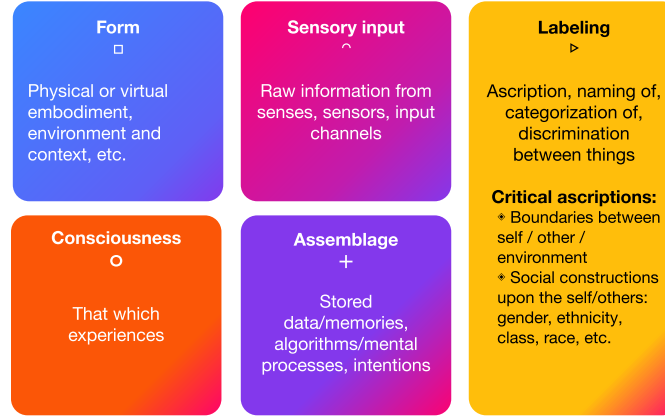 Form
Physical or virtual
embodiment,
environment and
context, etc.
Sensory input
Raw information from
senses, sensors, input
channels
Labeling
Ascription, naming of,
categorization of,
discrimination
between things
Critical ascriptions:
◈ Boundaries between
self / other /
environment
◈ Social constructions
upon the self/others:
gender, ethnicity,
class, race, etc.
Consciousness
That which
experiences
Assemblage
Stored
data/memories,
algorithms/mental
processes, intentions